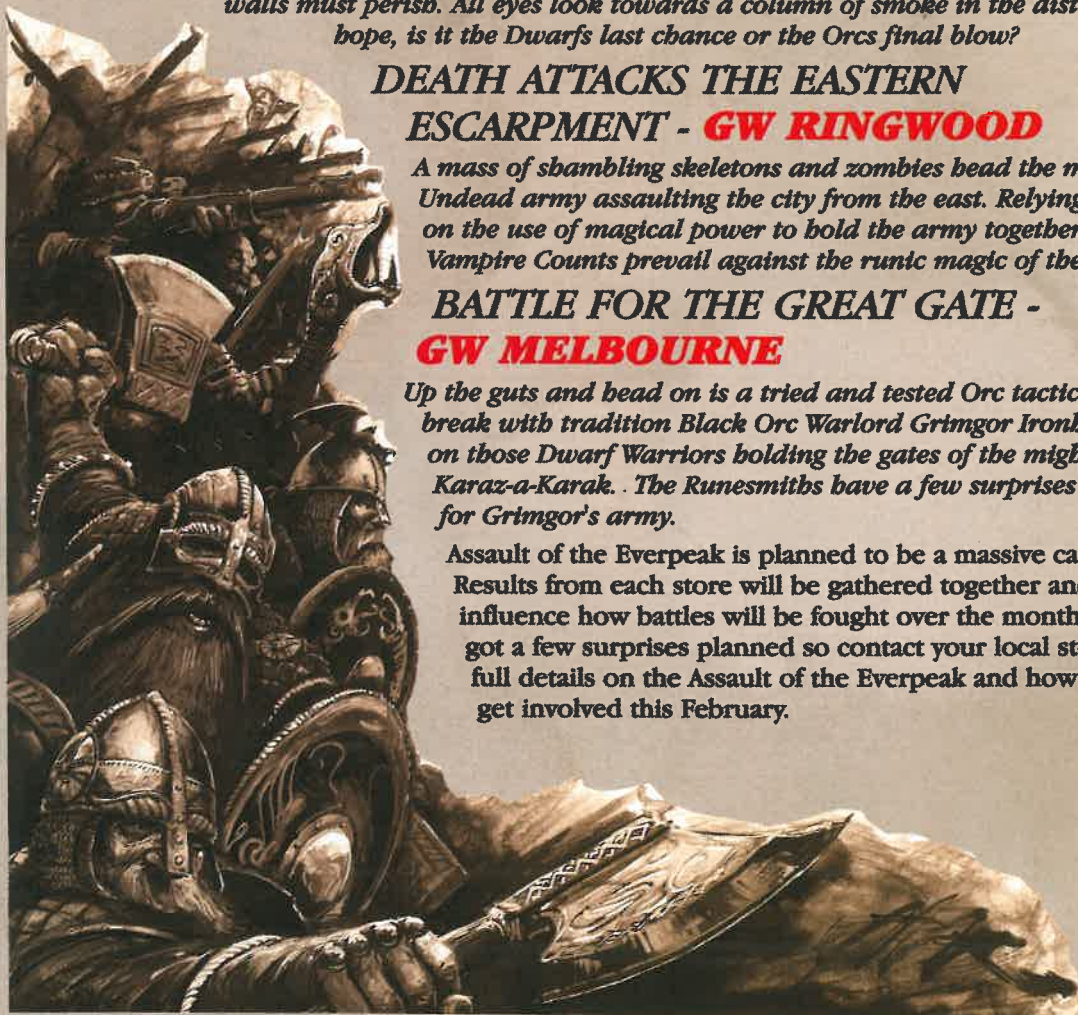 walls must perish. All eyes look towards a column of smoke in the dist
hope, is it the Dwarfs last chance or the Orcs final blow?
DEATH ATTACKS THE EASTERN
ESCARPMENT - GW RINGWOOD
A mass of shambling skeletons and zombies head the m
Undead army assaulting the city from the east. Relying
on the use of magical power to hold the army together
Vampire Counts prevail against the runic magic of the
BATTLE FOR THE GREAT GATE -
GW MELBOURNE
Up the guts and head on is a tried and tested Orc tactic
break with tradition Black Orc Warlord Grimgor Iron
on those Dwarf Warriors holding the gates of the migh
Karaz-a-Karak. . The Runesmiths have a few surprises
for Grimgor's army.
Assault of the Everpeak is planned to be a massive ca
Results from each store will be gathered together an
influence how battles will be fought over the month
got a few surprises planned so contact your local st
full details on the Assault of the Everpeak and how
get involved this February.